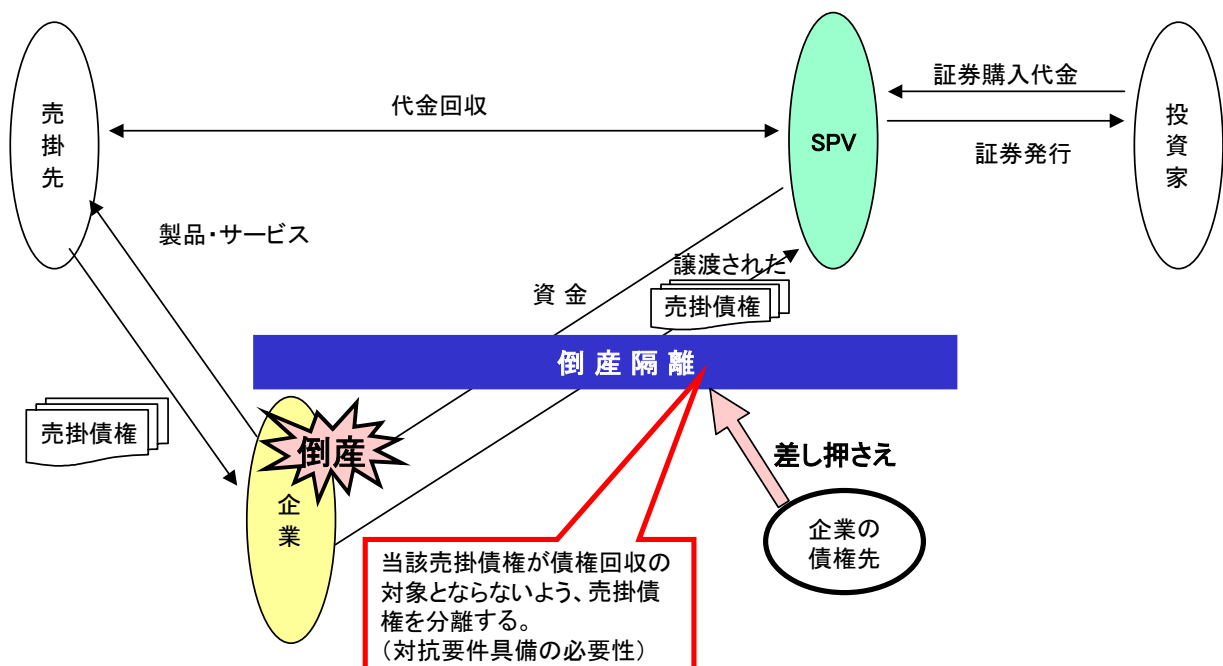 証券購入代金
売掛先
代金回収
SPV
投資家
証券発行
製品・サービス
譲渡された
資 金
売掛債権
倒 産 隔 離
売掛債権
倒産
差し押さえ
企業
企業の
債権先
当該売掛債権が債権回収の
対象とならないよう、売掛債
権を分離する。
（対抗要件具備の必要性）